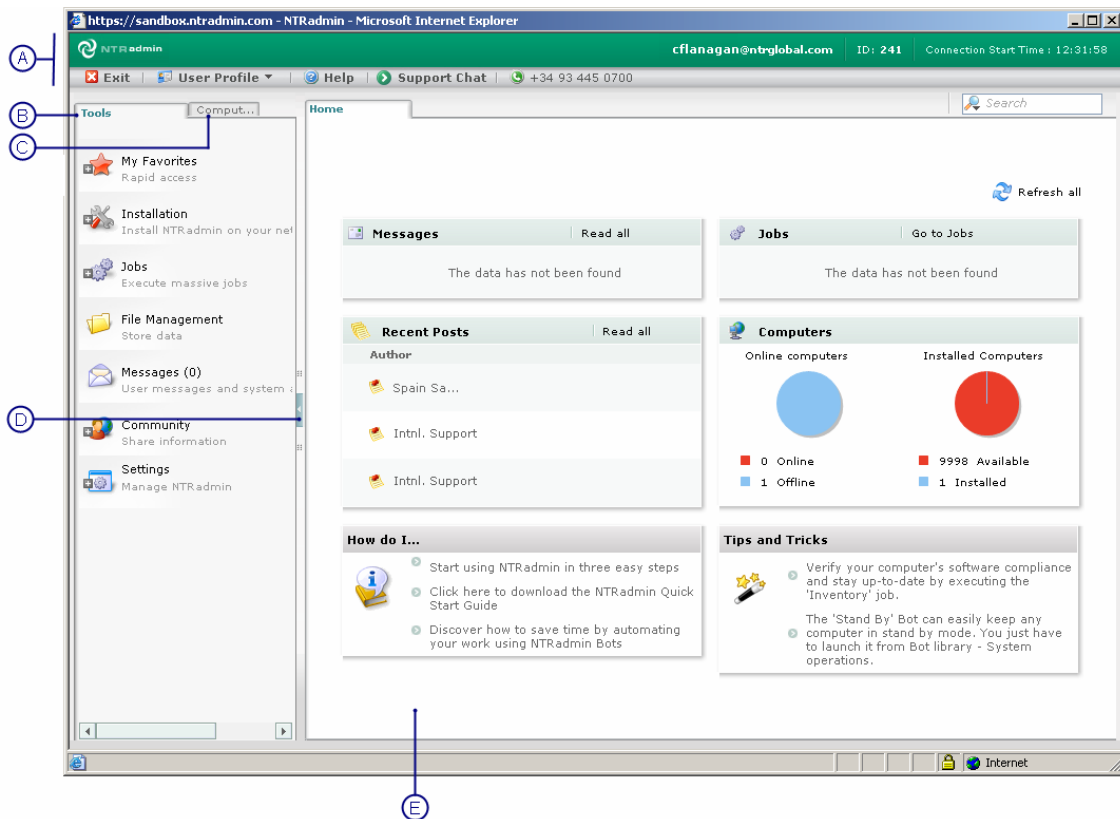 https://sandbox.ntradmin.com - NTRadmin - Microsoft Internet Explorer
A
NTRadmin
cflanagan@ntrglobal.com ID: 241 Connection Start Time : 12:31:58
Exit User Profile Help Support Chat +34 93 445 0700
B
Tools Comput... Home Search
C
My Favorites
Rapid access
Installation
Install NTRadmin on your net
Jobs
Execute massive jobs
File Management
Store data
Messages (0)
User messages and system a
D
Community
Share information
Settings
Manage NTRadmin
Refresh all
Messages Read all
The data has not been found
Jobs Go to Jobs
The data has not been found
Recent Posts Read all
Author
Spain Sa...
Intnl. Support
Intnl. Support
Computers
Online computers Installed Computers
0 Online 9998 Available
1 Offline 1 Installed
How do I...
Start using NTRadmin in three easy steps
Click here to download the NTRadmin Quick
Start Guide
Discover how to save time by automating
your work using NTRadmin Bots
Tips and Tricks
Verify your computer's software compliance
and stay up-to-date by executing the
'Inventory' job.
The 'Stand By' Bot can easily keep any
computer in stand by mode. You just have
to launch it from Bot library - System
operations.
Internet
E